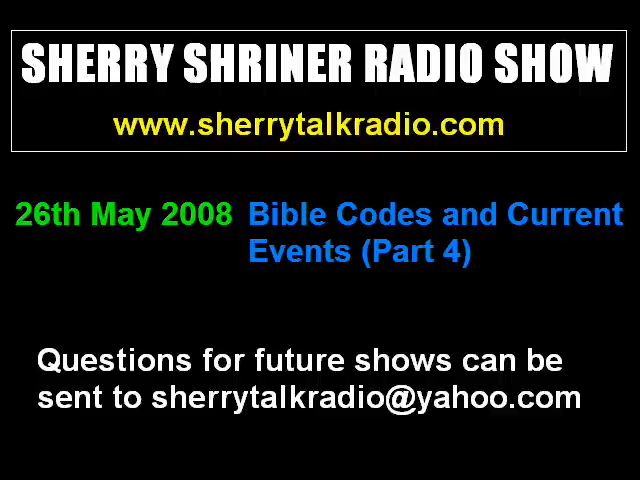 SHERRY SHRINER RADIO SHOW
www.sherrytalkradio.com
26th May 2008 Bible Codes and Current
Events (Part 4)
Questions for future shows can be
sent to sherrytalkradio@yahoo.com